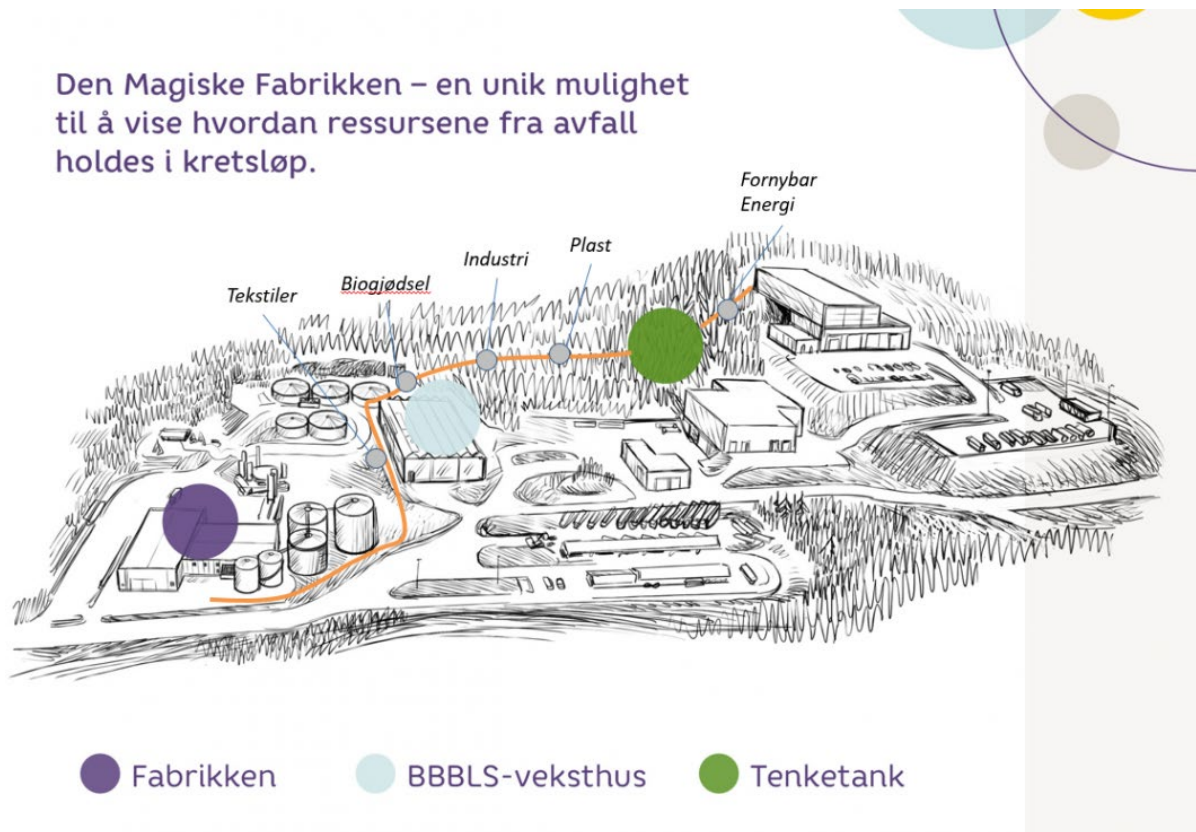 Den Magiske Fabrikken – en unik mulighet
til å vise hvordan ressursene fra avfall
holdes i kretsløp.
Fornybar
Energi
Plast
Industri
Biogjødsel
Tekstiler
Fabrikken
BBBLS-veksthus
Tenketank